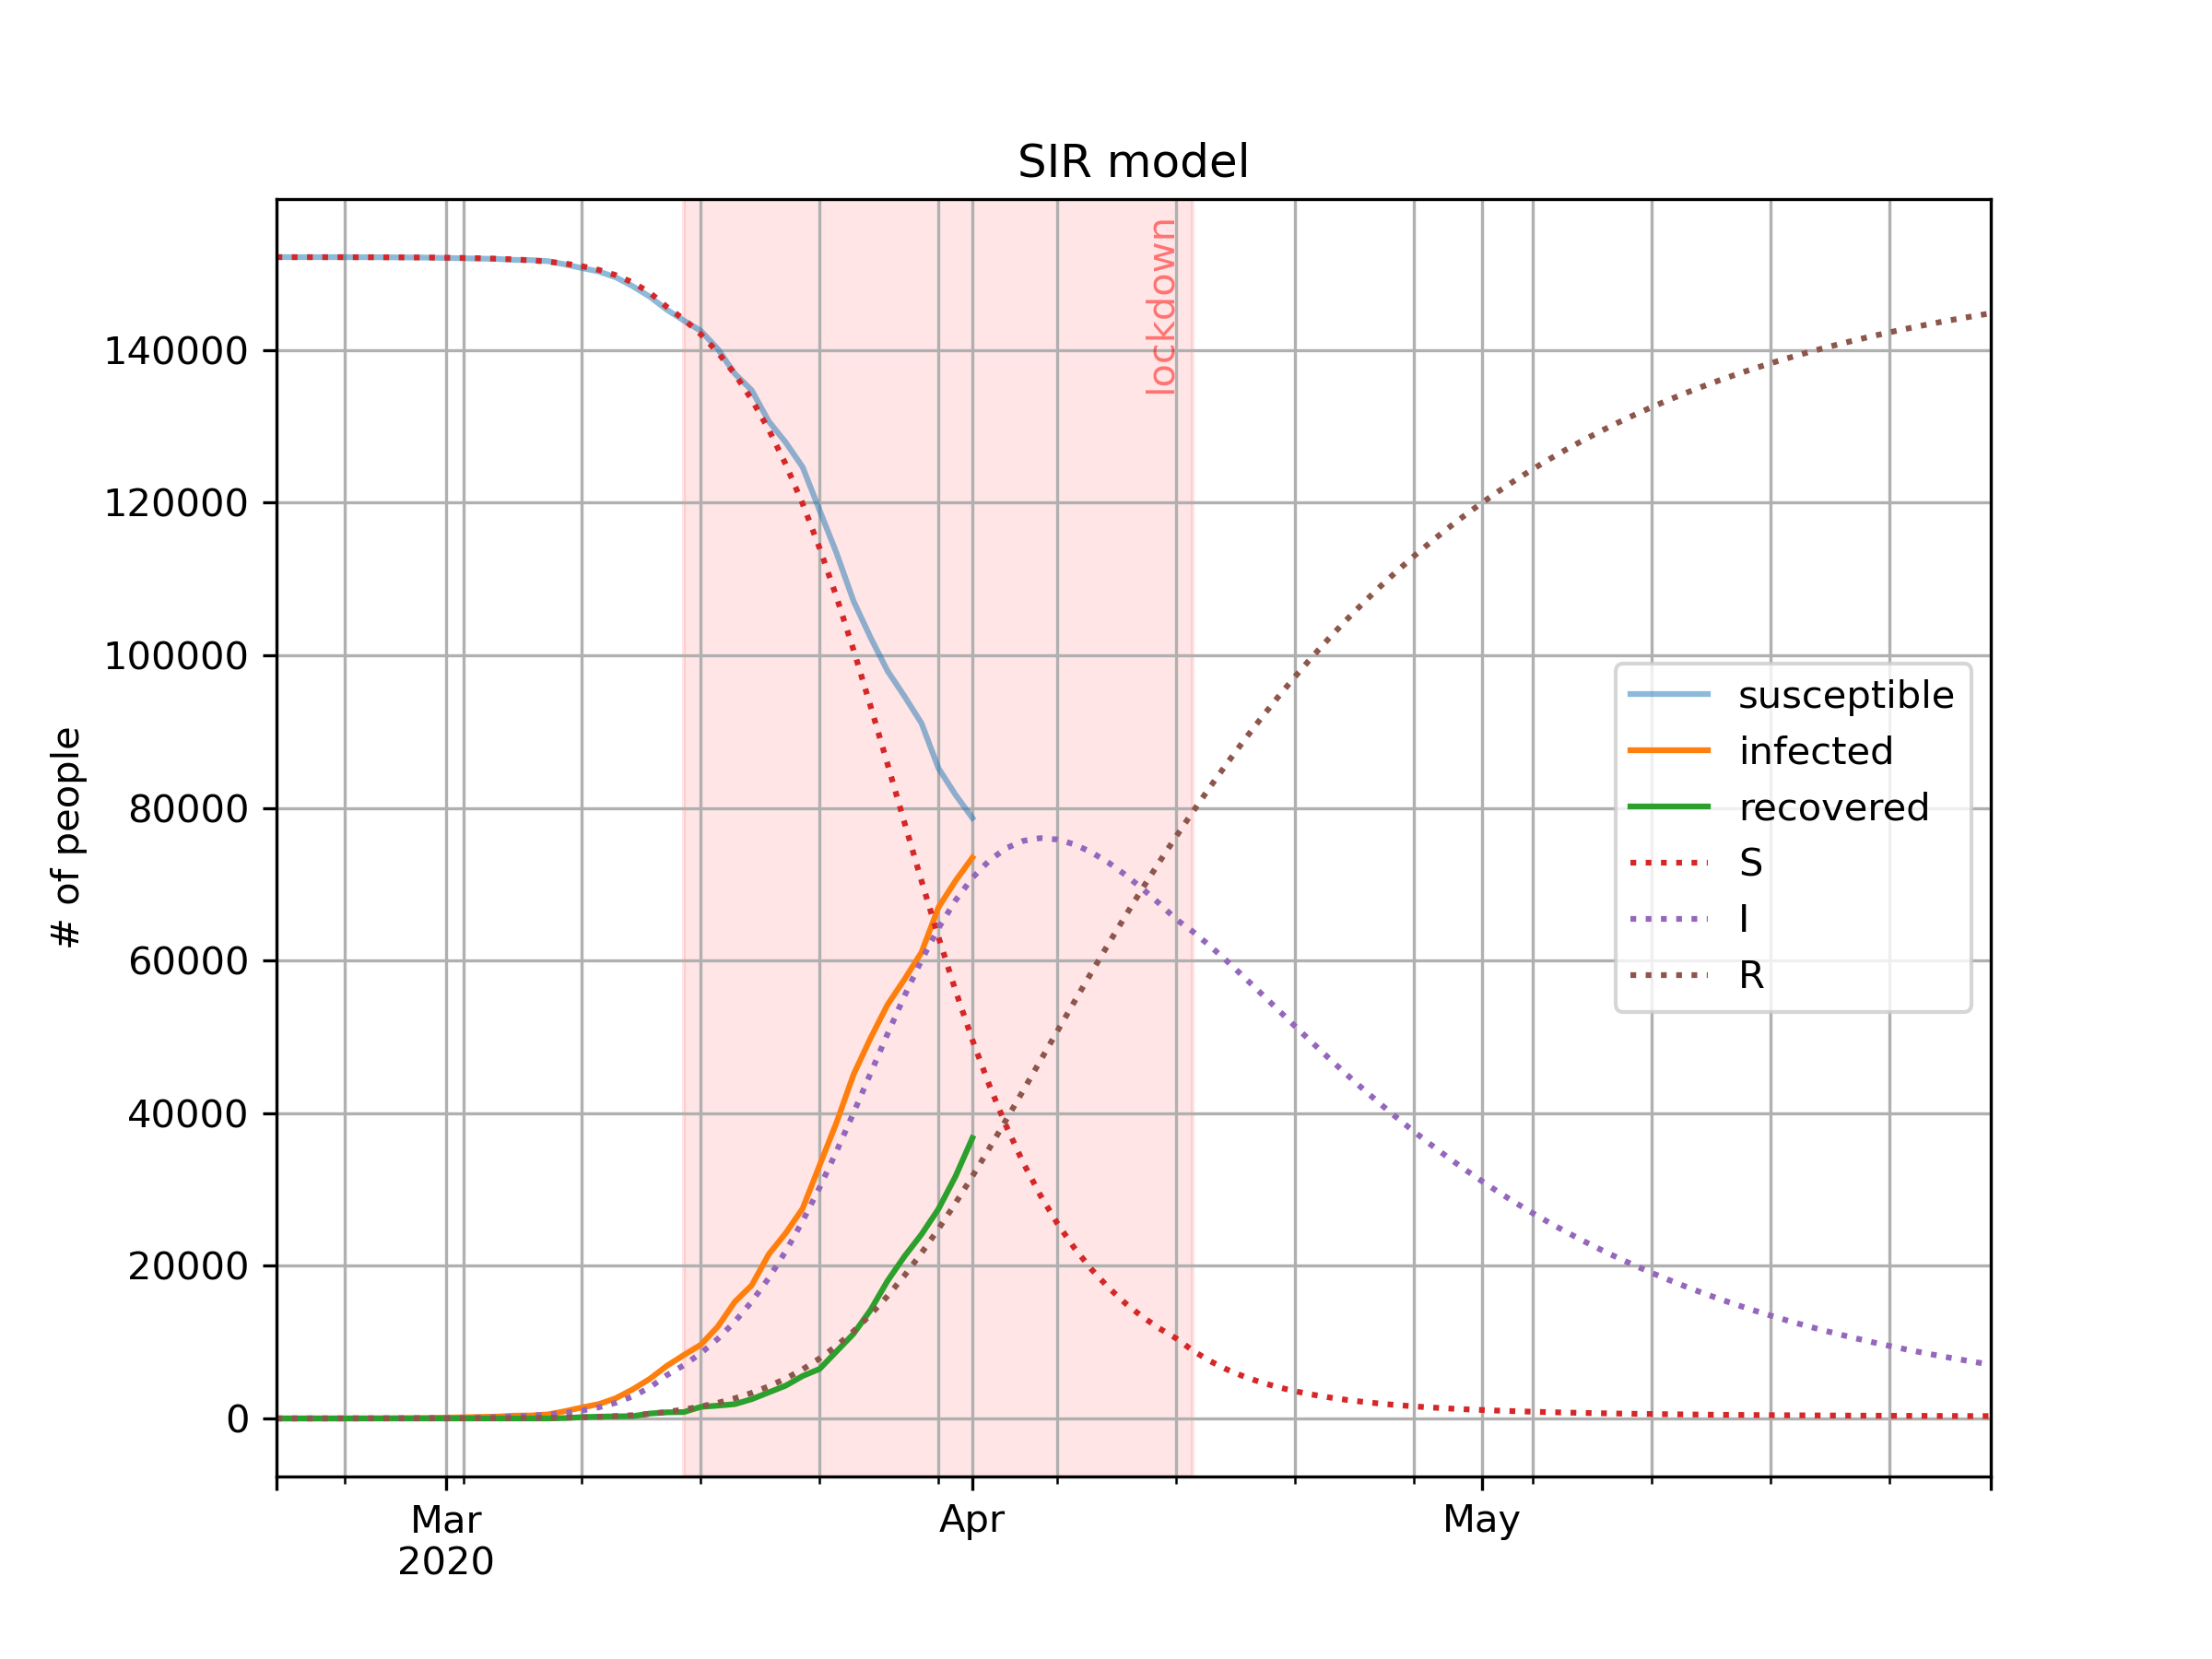 SIR model
lockdown
# of people
140000
120000
100000
80000
60000
40000
20000
0
susceptible
infected
recovered
S
I
R
Mar
2020
Apr
May